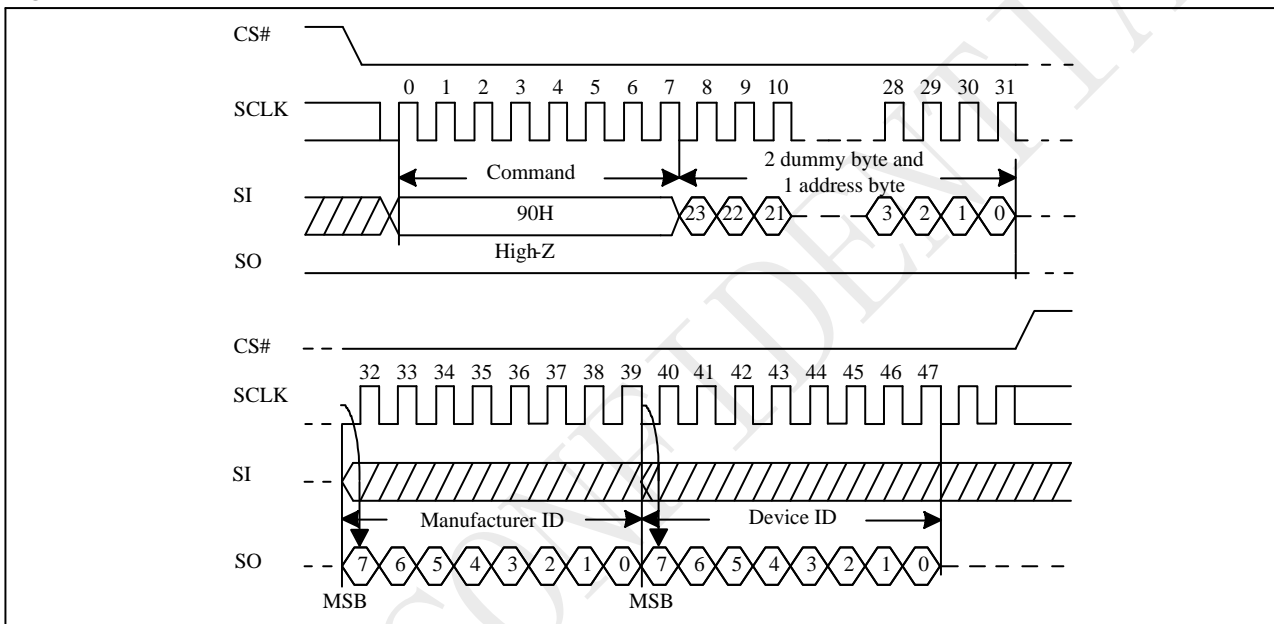 CS#
0 1 2 3 4 5 6 7 8 9 10 28 29 30 31
SCLK
Command
2 dummy byte and
1 address byte
SI
90H
23 22 21 3 2 1 0
High-Z
SO
CS#
32 33 34 35 36 37 38 39 40 41 42 43 44 45 46 47
SCLK
SI
Manufacturer ID
Device ID
SO
7 6 5 4 3 2 1 0 7 6 5 4 3 2 1 0
MSB MSB